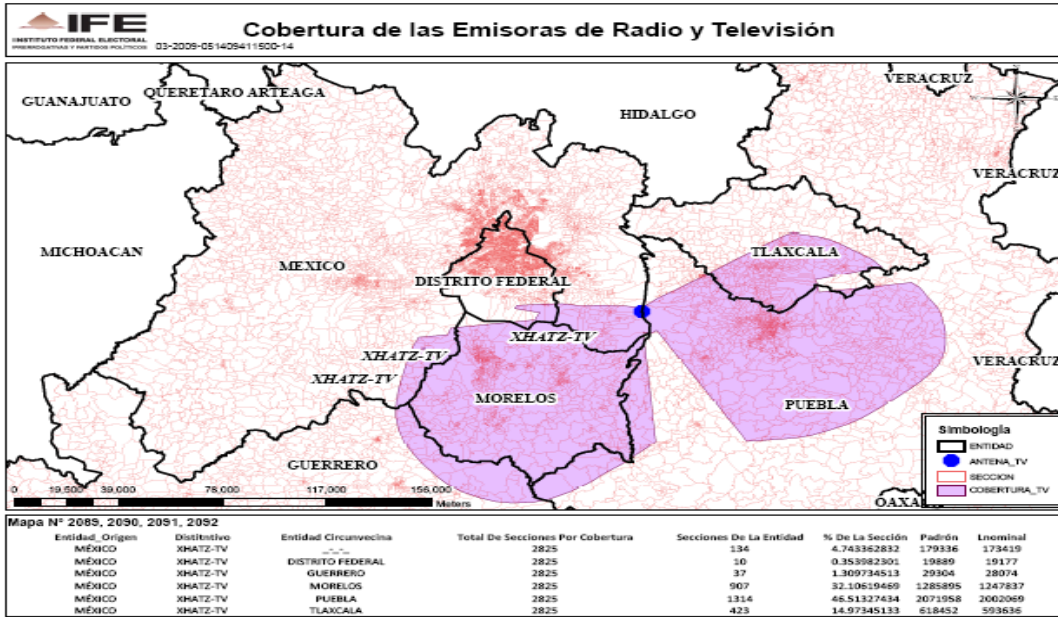 IFE
INSTITUTO FEDERAL ELECTORAL
PRERROGATIVAS Y PARTIDOS POLÍTICOS
03-2009-051409411500-14
Cobertura de las Emisoras de Radio y Televisión
GUANAJUATO
QUERETARO ARTEAGA
VERACRUZ
HIDALGO
VERACRUZ
MICHOACAN
MEXICO
TLAXCALA
DISTRITO FEDERAL
XHATZ-TV
XHATZ-TV
XHATZ-TV
VERACRUZ
MORELOS
PUEBLA
GUERRERO
OAXACA
Simbología
ENTIDAD
ANTENA_TV
SECCION
COBERTURA_TV
0 19,500 39,000 78,000 117,000 156,000
Meters
Mapa N° 2089, 2090, 2091, 2092
Entidad_Origen Distitntivo Entidad Circunvecina Total De Secciones Por Cobertura Secciones De La Entidad % De La Sección Padrón Lnominal
MÉXICO XHATZ-TV _-_-_ 2825 134 4.743362832 179336 173419
MÉXICO XHATZ-TV DISTRITO FEDERAL 2825 10 0.353982301 19889 19177
MÉXICO XHATZ-TV GUERRERO 2825 37 1.309734513 29304 28074
MÉXICO XHATZ-TV MORELOS 2825 907 32.10619469 1285895 1247837
MÉXICO XHATZ-TV PUEBLA 2825 1314 46.51327434 2071958 2002069
MÉXICO XHATZ-TV TLAXCALA 2825 423 14.97345133 618452 593636